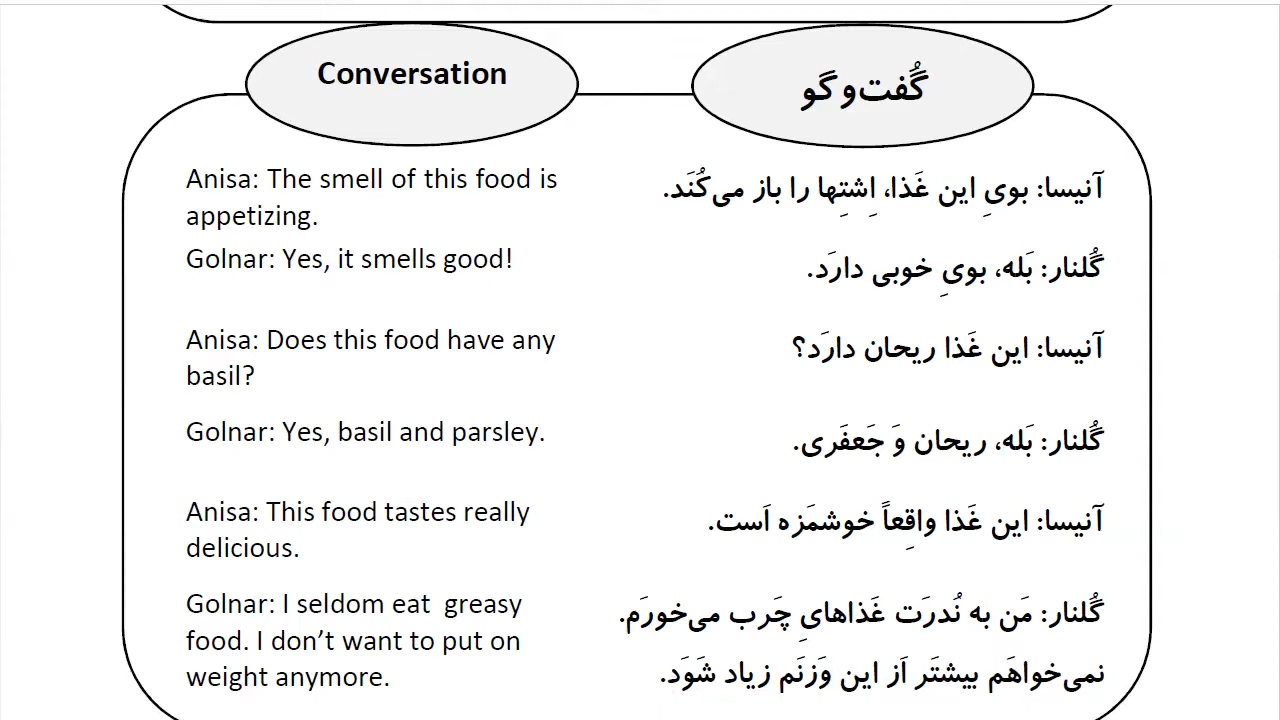 Conversation
گُفت‌و‌گو
Anisa: The smell of this food is
appetizing.
آنیسا: بویِ این غَذا، اِشتِها را باز می‌کُنَد.
Golnar: Yes, it smells good!
گُلنار: بَله، بویِ خوبی دارَد.
Anisa: Does this food have any
basil?
آنیسا: این غَذا ریحان دارَد؟
Golnar: Yes, basil and parsley.
گُلنار: بَله، ریحان وَ جَعفَری.
Anisa: This food tastes really
delicious.
آنیسا: این غَذا واقِعاً خوشمَزه اَست.
Golnar: I seldom eat  greasy
food. I don’t want to put on
weight anymore.
گُلنار: مَن به نُدرَت غَذاهایِ چَرب می‌خورَم.
نمی‌خواهَم بیشتَر اَز این وَزنَم زیاد شَوَد.